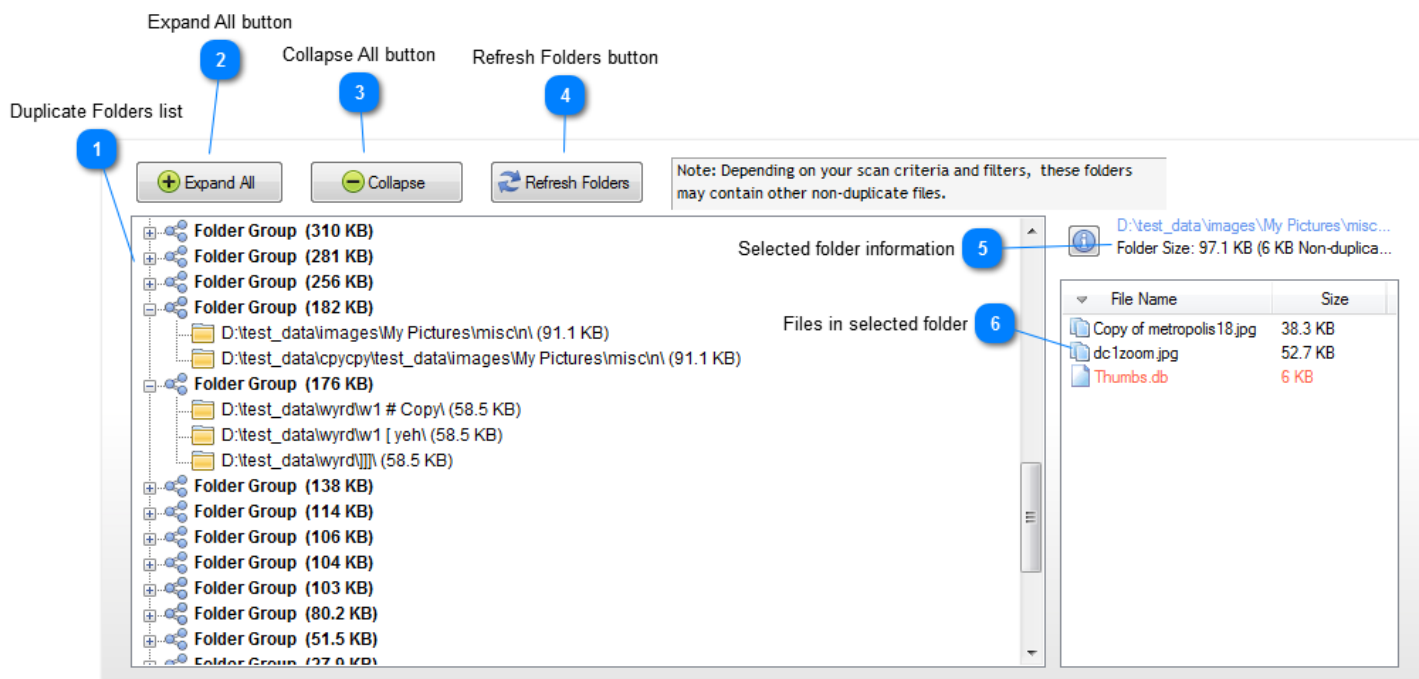 Expand All button
2
Collapse All button
3
Refresh Folders button
4
Duplicate Folders list
1
Expand All
Collapse
Refresh Folders
Note: Depending on your scan criteria and filters, these folders
may contain other non-duplicate files.
Folder Group (310 KB)
Folder Group (281 KB)
Folder Group (256 KB)
Folder Group (182 KB)
D:\test_data\images\My Pictures\misc\n\ (91.1 KB)
D:\test_data\cpycpy\test_data\images\My Pictures\misc\n\ (91.1 KB)
Folder Group (176 KB)
D:\test_data\wyrd\w1 # Copy\ (58.5 KB)
D:\test_data\wyrd\w1 [ yeh\ (58.5 KB)
D:\test_data\wyrd\]]]\ (58.5 KB)
Folder Group (138 KB)
Folder Group (114 KB)
Folder Group (106 KB)
Folder Group (104 KB)
Folder Group (103 KB)
Folder Group (80.2 KB)
Folder Group (51.5 KB)
Folder Group (27.9 KB)
Selected folder information
5
D:\test_data\images\My Pictures\misc...
Folder Size: 97.1 KB (6 KB Non-duplica...
Files in selected folder
6
File Name Size
Copy of metropolis18.jpg 38.3 KB
dc1zoom.jpg 52.7 KB
Thumbs.db 6 KB